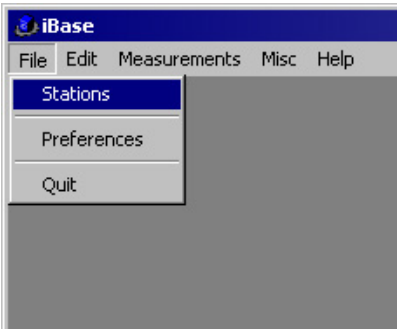 iBase
File Edit Measurements Misc Help
Stations
Preferences
Quit